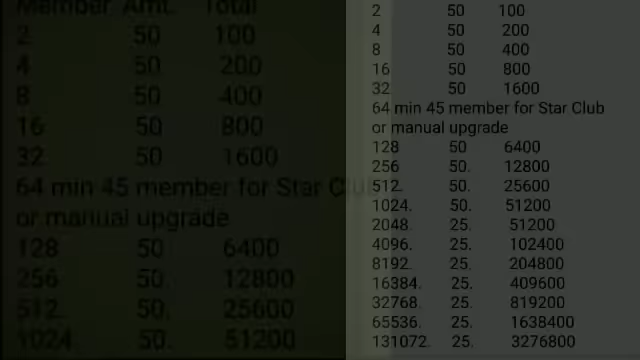 Member Amt. Total
2 50 100
4 50 200
8 50 400
16 50 800
32 50 1600
64 min 45 member for Star Club
or manual upgrade
128 50. 6400
256 50. 12800
512. 50. 25600
1024 50. 51200
2 50 100
4 50 200
8 50 400
16 50 800
32 50 1600
64 min 45 member for Star Club
or manual upgrade
128 50 6400
256 50. 12800
512. 50. 25600
1024. 50. 51200
2048. 25. 51200
4096. 25. 102400
8192. 25. 204800
16384. 25. 409600
32768. 25. 819200
65536. 25. 1638400
131072. 25. 3276800